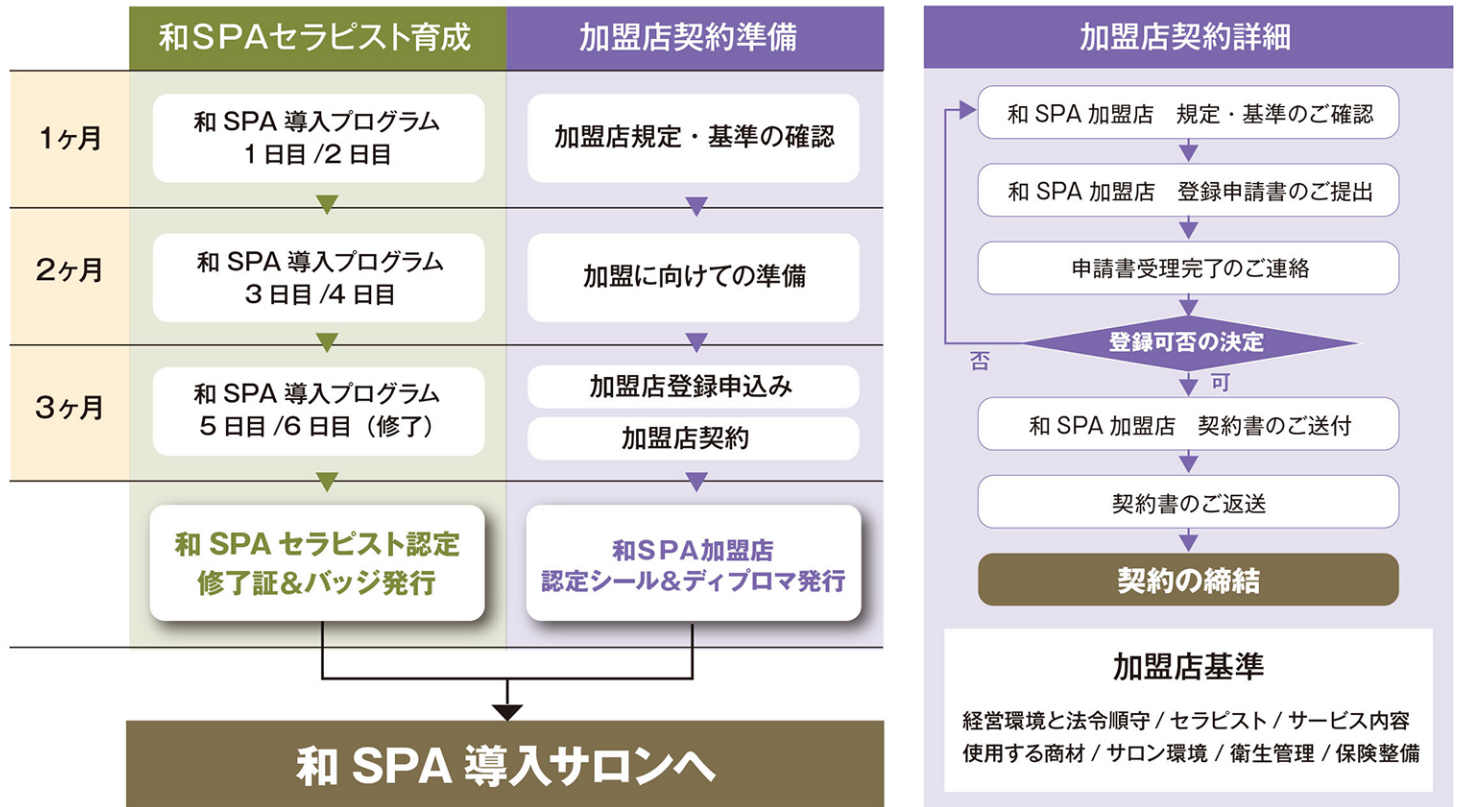 和SPAセラピスト育成
加盟店契約準備
1ヶ月
和 SPA 導入プログラム
1日目 /2 日目
加盟店規定・基準の確認
2ヶ月
和 SPA 導入プログラム
3日目 /4 日目
加盟に向けての準備
3ヶ月
和 SPA 導入プログラム
5日目 /6 日目（修了）
加盟店登録申込み
加盟店契約
和 SPA セラピスト認定
修了証&バッジ発行
和SPA加盟店
認定シール&ディプロマ発行
和 SPA 導入サロンへ
加盟店契約詳細
和 SPA 加盟店　規定・基準のご確認
和 SPA 加盟店　登録申請書のご提出
申請書受理完了のご連絡
登録可否の決定
否
可
和 SPA 加盟店　契約書のご送付
契約書のご返送
契約の締結
加盟店基準
経営環境と法令順守 / セラピスト / サービス内容
使用する商材 / サロン環境 / 衛生管理 / 保険整備